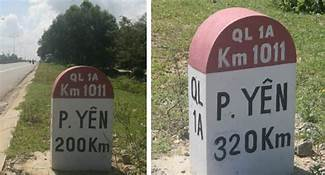 QL 1A
Km 1011
P. YÊN
200Km
QL 1A
Km 1011
QL
1A
P. YÊN
320Km